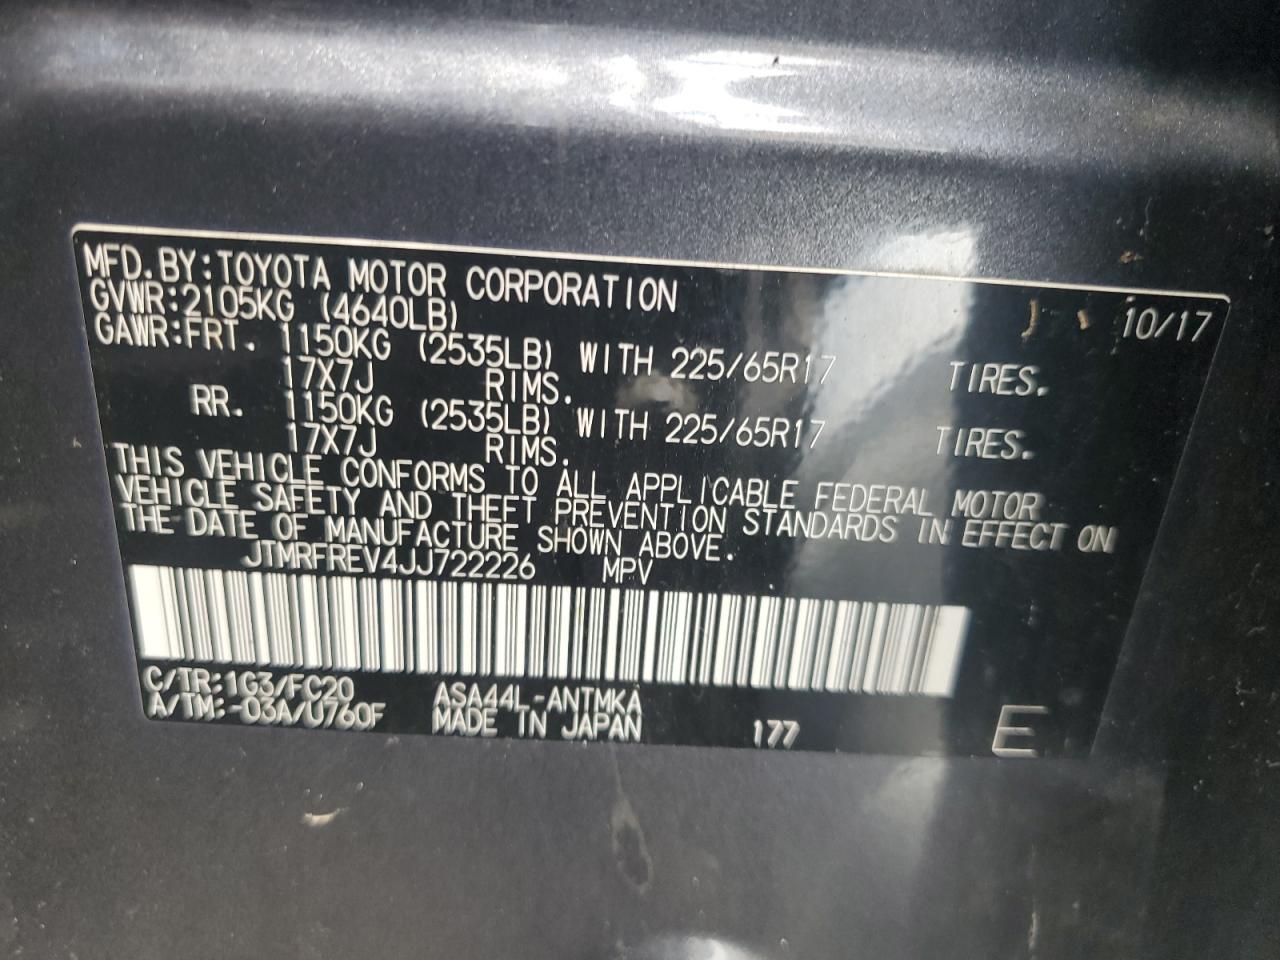 MFD.BY:TOYOTA MOTOR CORPORATION 10/17
GVWR:2105KG (4640LB)
GAWR:FRT. 1150KG (2535LB) WITH 225/65R17 TIRES.
17X7J RIMS.
RR. 1150KG (2535LB) WITH 225/65R17 TIRES.
17X7J RIMS.
THIS VEHICLE CONFORMS TO ALL APPLICABLE FEDERAL MOTOR
VEHICLE SAFETY AND THEFT PREVENTION STANDARDS IN EFFECT ON
THE DATE OF MANUFACTURE SHOWN ABOVE.
JTMRFREV4JJ722226 MPV
C/TR:1G3/FC20 ASA44L-ANTMKA
A/TM:-03A/U760F MADE IN JAPAN 177 E